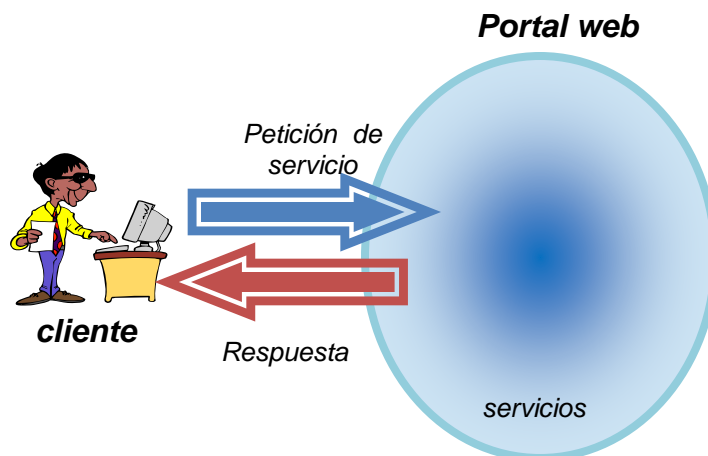 Portal web
Petición de
servicio
cliente
Respuesta
servicios